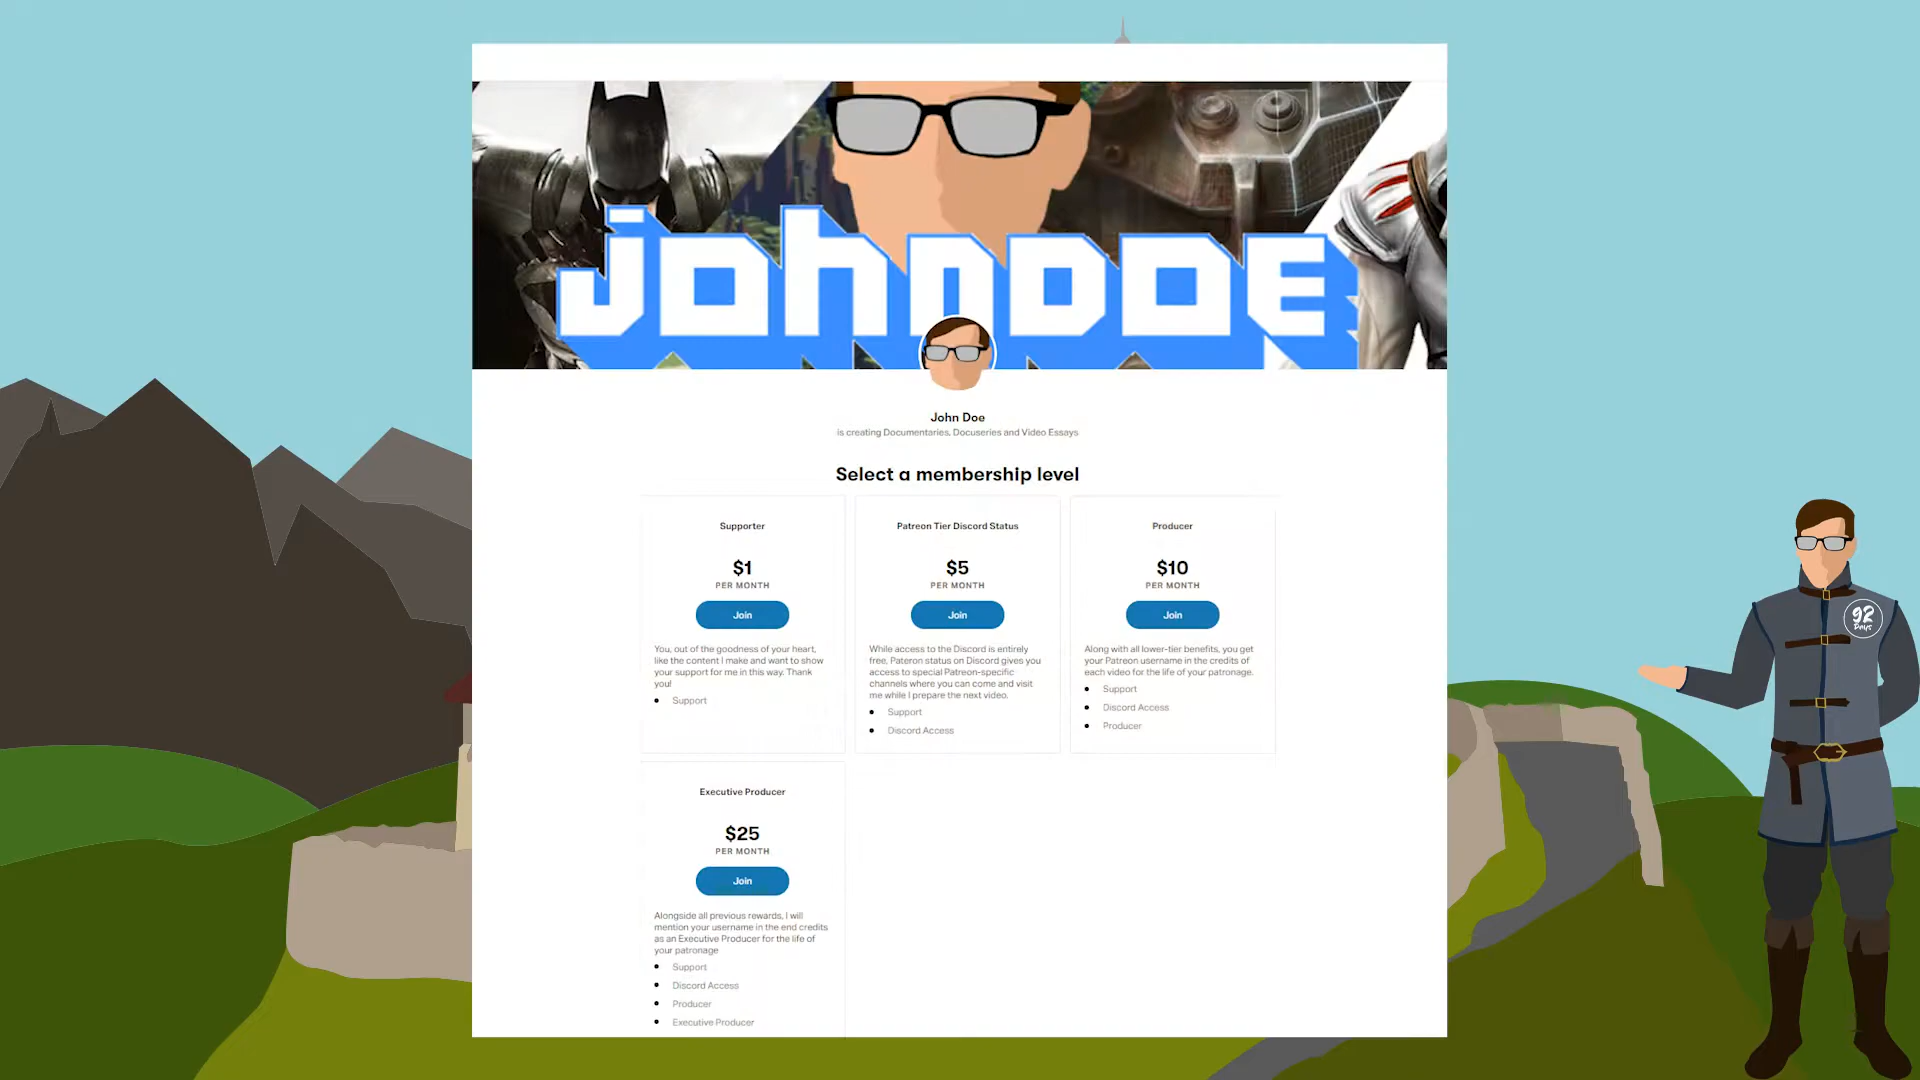 JOHNDOE
John Doe
is creating Documentaries, Docuseries and Video Essays
Select a membership level
Supporter
$1
PER MONTH
Join
You, out of the goodness of your heart,
like the content I make and want to show
your support for me in this way. Thank
you!
Support
Patreon Tier Discord Status
$5
PER MONTH
Join
While access to the Discord is entirely
free, Pateron status on Discord gives you
access to special Patreon-specific
channels where you can come and visit
me while I prepare the next video.
Support
Discord Access
Producer
$10
PER MONTH
Join
Along with all lower-tier benefits, you get
your Patreon username in the credits of
each video for the life of your patronage.
Support
Discord Access
Producer
Executive Producer
$25
PER MONTH
Join
Alongside all previous rewards, I will
mention your username in the end credits
as an Executive Producer for the life of
your patronage
Support
Discord Access
Producer
Executive Producer
92
Days